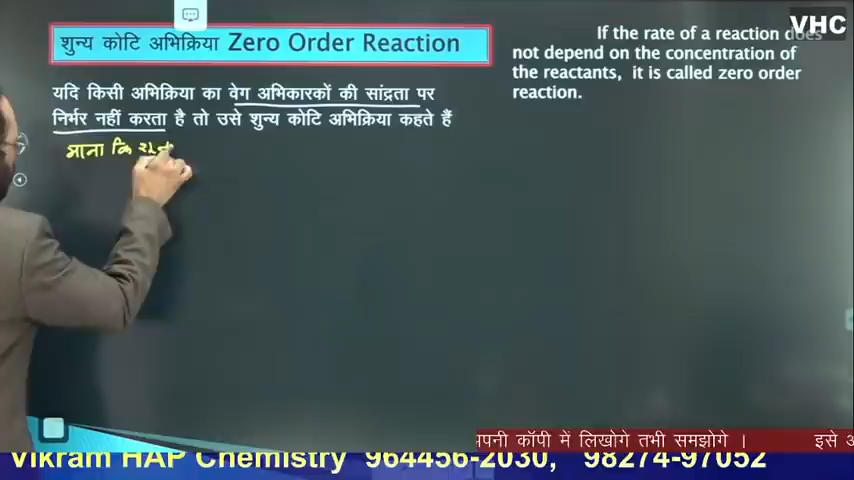 शुन्य कोटि अभिक्रिया Zero Order Reaction
यदि किसी अभिक्रिया का वेग अभिकारकों की सांद्रता पर
निर्भर नहीं करता है तो उसे शुन्य कोटि अभिक्रिया कहते हैं
माना कि
If the rate of a reaction does
not depend on the concentration of
the reactants, it is called zero order
reaction.
VHC
कॉपी में लिखोगे तभी समझोगे । इसे
Vikram HAP Chemistry 964456-2030, 98274-97052